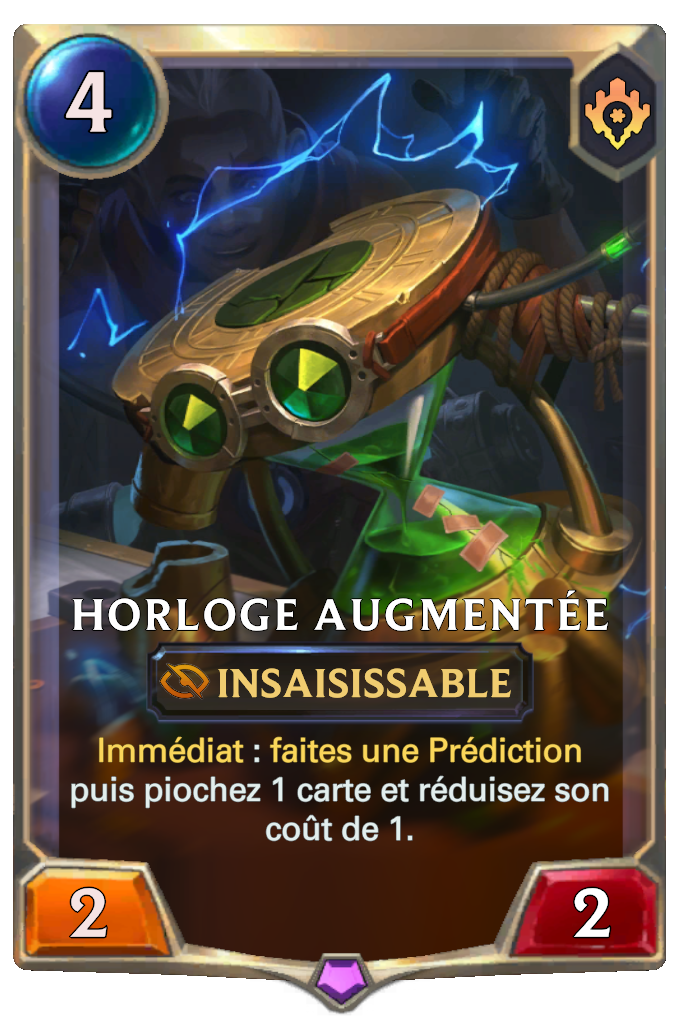 4
HORLOGE AUGMENTÉE
INSAISISSABLE
Immédiat : faites une Prédiction
puis piochez 1 carte et réduisez son
coût de 1.
2
2